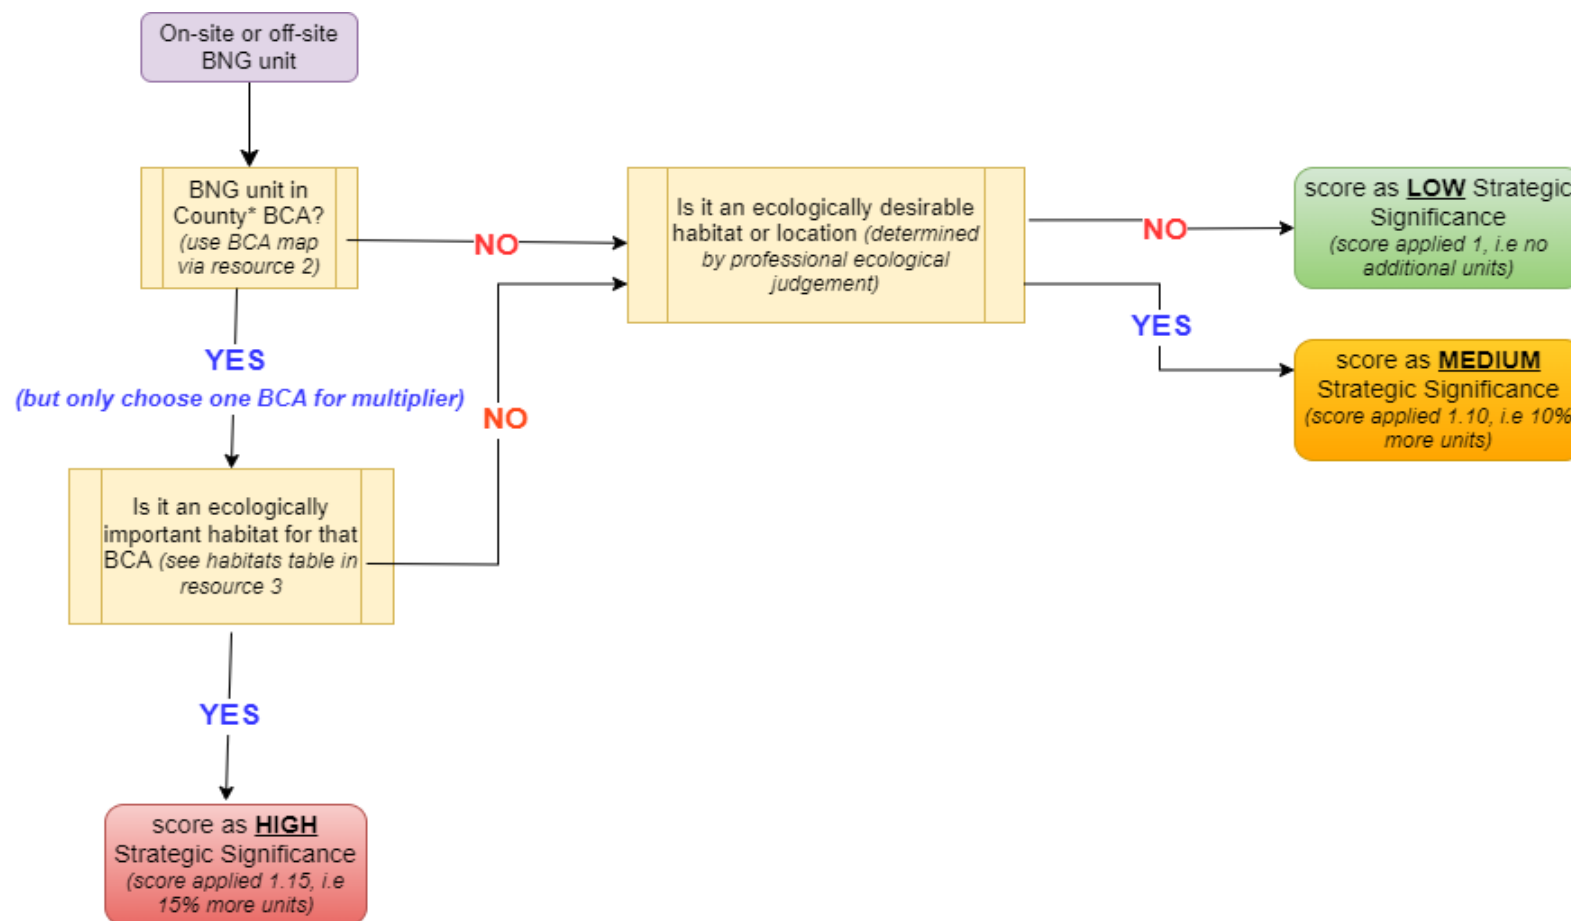 On-site or off-site
BNG unit
BNG unit in
County* BCA?
(use BCA map
via resource 2)
NO
Is it an ecologically desirable
habitat or location (determined
by professional ecological
judgement)
NO
score as LOW Strategic
Significance
(score applied 1, i.e no
additional units)
YES
score as MEDIUM
Strategic Significance
(score applied 1.10, i.e 10%
more units)
YES
(but only choose one BCA for multiplier)
NO
Is it an ecologically
important habitat for that
BCA (see habitats table in
resource 3
YES
score as HIGH
Strategic Significance
(score applied 1.15, i.e
15% more units)